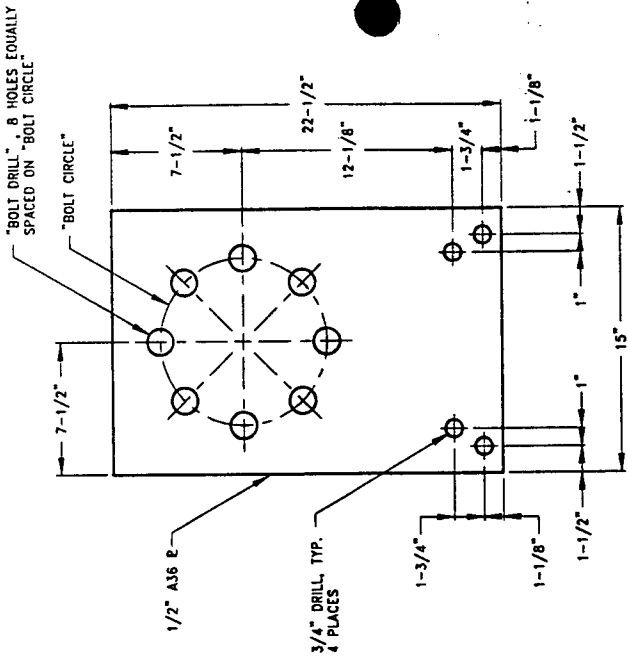 "BOLT DRILL", 8 HOLES EQUALLY
SPACED ON "BOLT CIRCLE"
"BOLT CIRCLE"
7-1/2"
7-1/2"
22-1/2"
12-1/8"
1-3/4"
1-1/8"
1-1/2"
1"
15"
1"
1-1/2"
1-1/8"
1-3/4"
1/2" A36 PL
3/4" DRILL, TYP.
4 PLACES